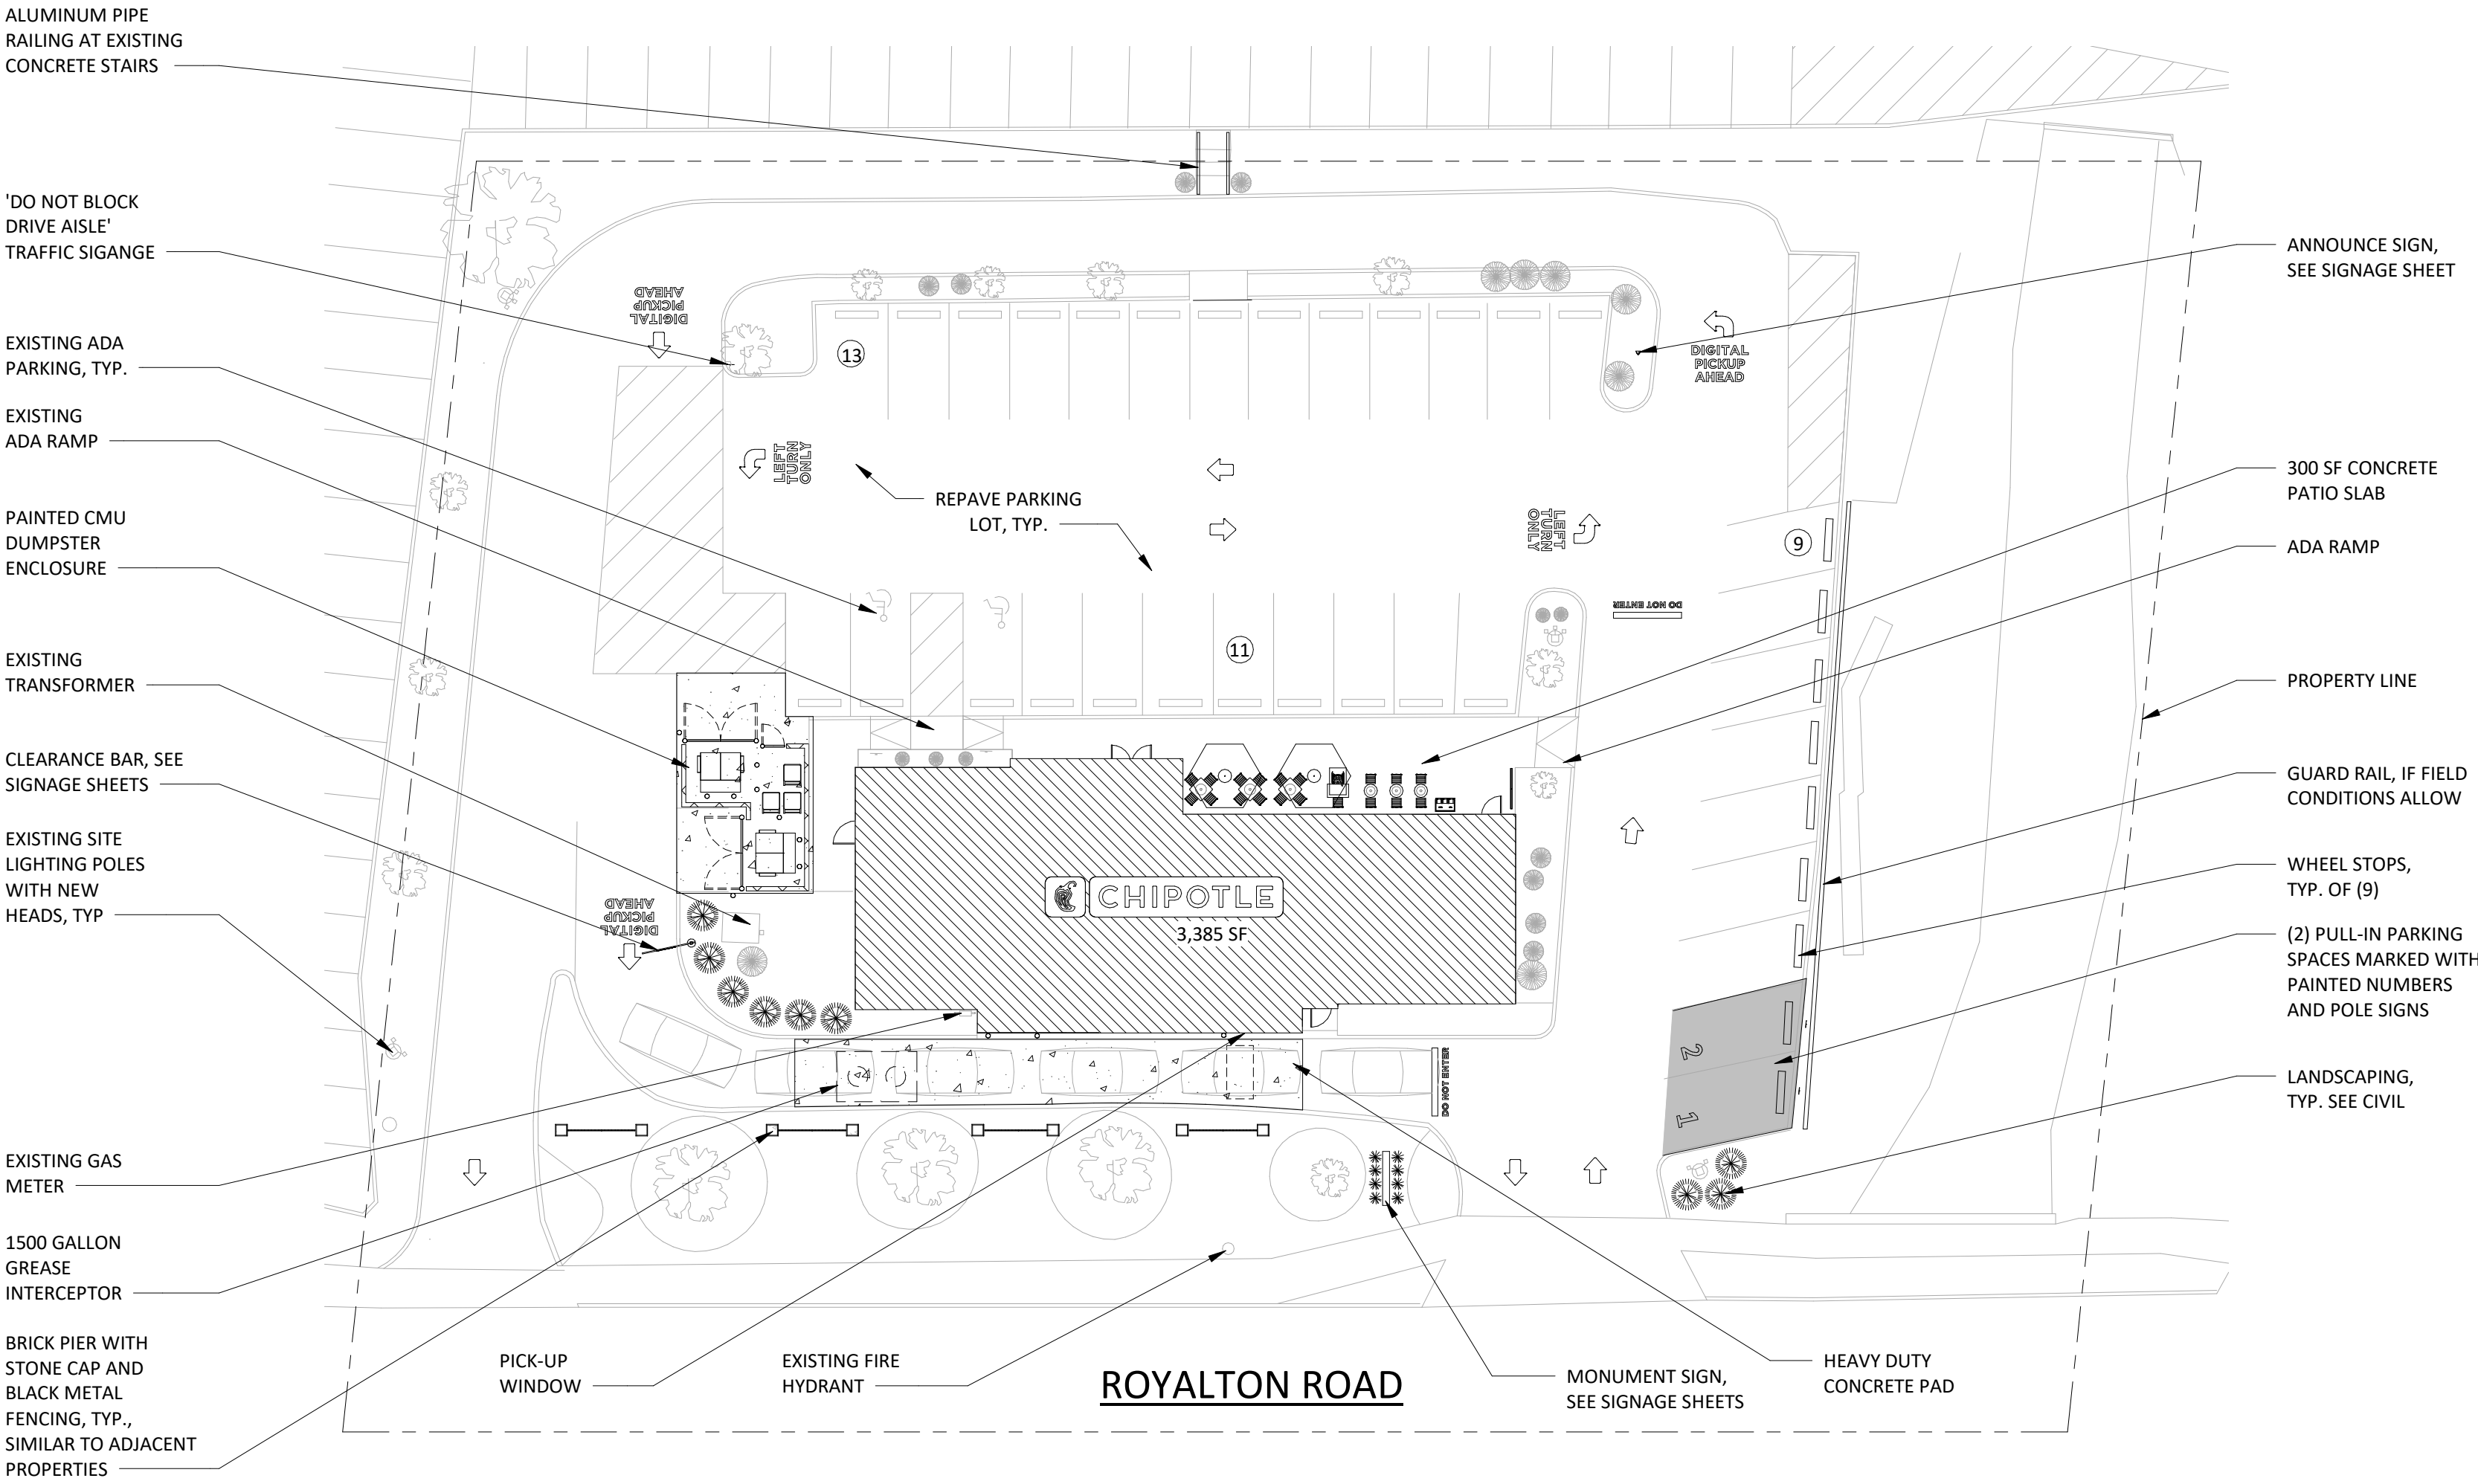 ALUMINUM PIPE
RAILING AT EXISTING
CONCRETE STAIRS
'DO NOT BLOCK
DRIVE AISLE'
TRAFFIC SIGANGE
EXISTING ADA
PARKING, TYP.
EXISTING
ADA RAMP
PAINTED CMU
DUMPSTER
ENCLOSURE
EXISTING
TRANSFORMER
CLEARANCE BAR, SEE
SIGNAGE SHEETS
EXISTING SITE
LIGHTING POLES
WITH NEW
HEADS, TYP
EXISTING GAS
METER
1500 GALLON
GREASE
INTERCEPTOR
BRICK PIER WITH
STONE CAP AND
BLACK METAL
FENCING, TYP.,
SIMILAR TO ADJACENT
PROPERTIES
DIGITAL
PICKUP
AHEAD
13
LEFT
TURN
ONLY
REPAVE PARKING
LOT, TYP.
DIGITAL
PICKUP
AHEAD
LEFT
TURN
ONLY
9
DO NOT ENTER
11
CHIPOTLE
3,385 SF
DIGITAL
PICKUP
AHEAD
DO NOT ENTER
2
1
PICK-UP
WINDOW
EXISTING FIRE
HYDRANT
ROYALTON ROAD
MONUMENT SIGN,
SEE SIGNAGE SHEETS
HEAVY DUTY
CONCRETE PAD
ANNOUNCE SIGN,
SEE SIGNAGE SHEET
300 SF CONCRETE
PATIO SLAB
ADA RAMP
PROPERTY LINE
GUARD RAIL, IF FIELD
CONDITIONS ALLOW
WHEEL STOPS,
TYP. OF (9)
(2) PULL-IN PARKING
SPACES MARKED WITH
PAINTED NUMBERS
AND POLE SIGNS
LANDSCAPING,
TYP. SEE CIVIL